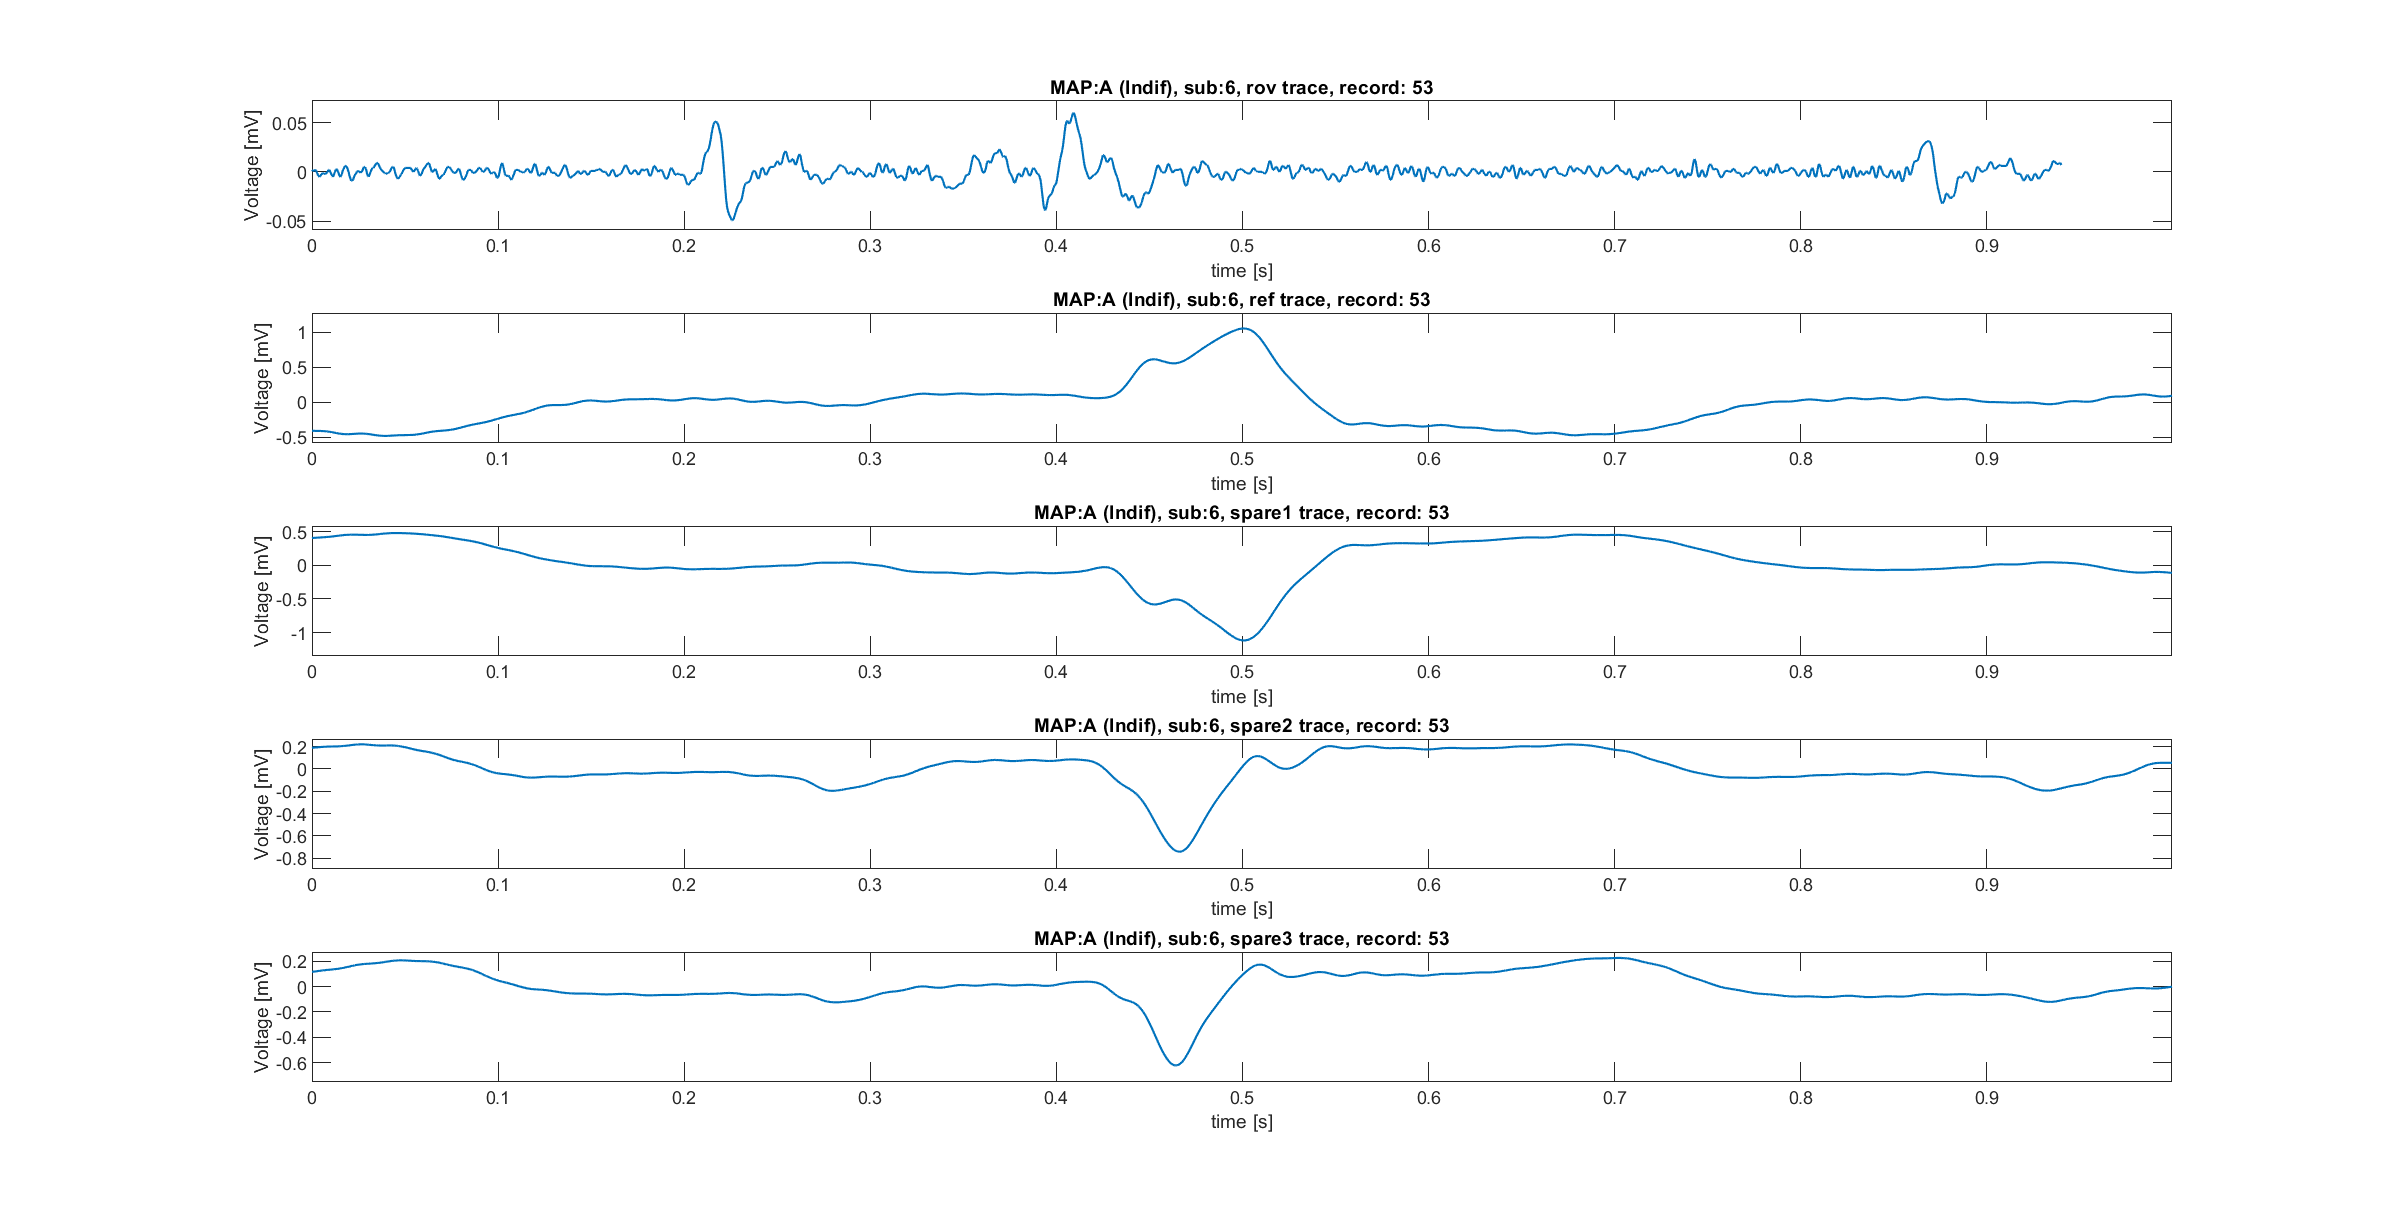 MAP:A (Indif), sub:6, rov trace, record: 53
Voltage [mV]
0.05
0
-0.05
0 0.1 0.2 0.3 0.4 0.5 0.6 0.7 0.8 0.9
time [s]
MAP:A (Indif), sub:6, ref trace, record: 53
Voltage [mV]
1
0.5
0
-0.5
0 0.1 0.2 0.3 0.4 0.5 0.6 0.7 0.8 0.9
time [s]
MAP:A (Indif), sub:6, spare1 trace, record: 53
Voltage [mV]
0.5
0
-0.5
-1
0 0.1 0.2 0.3 0.4 0.5 0.6 0.7 0.8 0.9
time [s]
MAP:A (Indif), sub:6, spare2 trace, record: 53
Voltage [mV]
0.2
0
-0.2
-0.4
-0.6
-0.8
0 0.1 0.2 0.3 0.4 0.5 0.6 0.7 0.8 0.9
time [s]
MAP:A (Indif), sub:6, spare3 trace, record: 53
Voltage [mV]
0.2
0
-0.2
-0.4
-0.6
0 0.1 0.2 0.3 0.4 0.5 0.6 0.7 0.8 0.9
time [s]